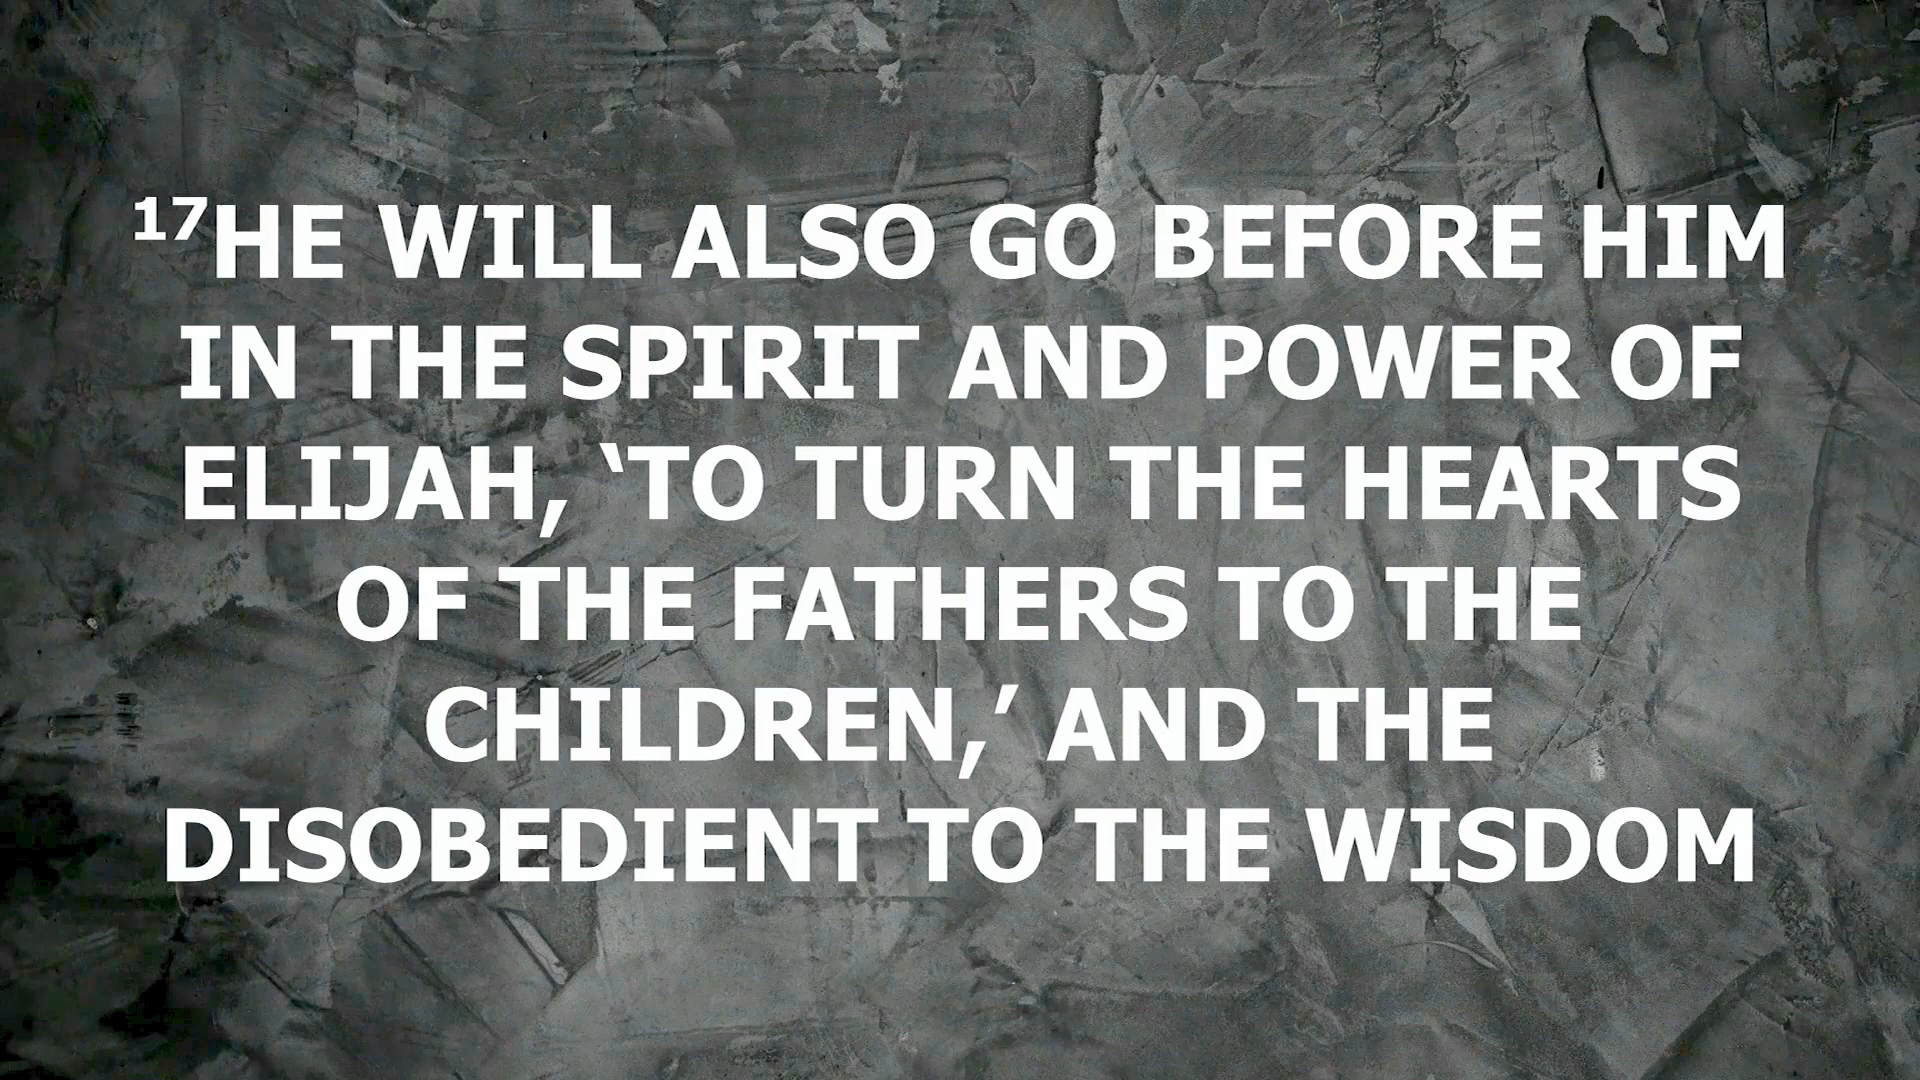 ¹⁷HE WILL ALSO GO BEFORE HIM
IN THE SPIRIT AND POWER OF
ELIJAH, ‘TO TURN THE HEARTS
OF THE FATHERS TO THE
CHILDREN,’ AND THE
DISOBEDIENT TO THE WISDOM